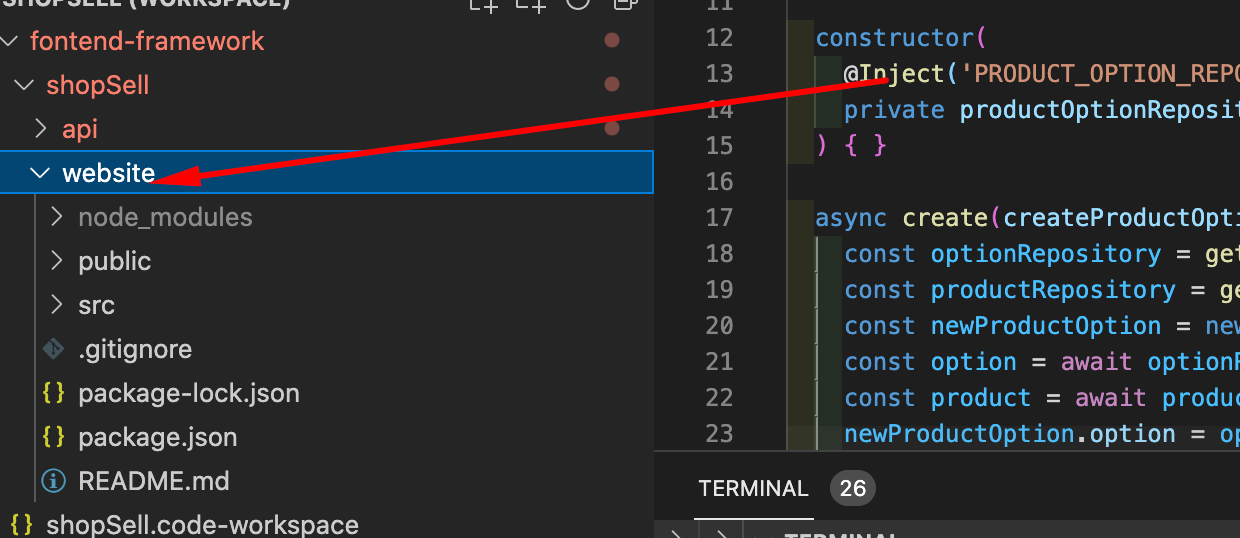 SHOPSELL (WORKSPACE)
fontend-framework
shopSell
api
website
node_modules
public
src
.gitignore
package-lock.json
package.json
README.md
shopSell.code-workspace
11
12 constructor(
13 @Inject('PRODUCT_OPTION_REPO
14 private productOptionReposit
15 ) { }
16
17 async create(createProductOpti
18 const optionRepository = get
19 const productRepository = ge
20 const newProductOption = new
21 const option = await optionR
22 const product = await produc
23 newProductOption.option = op
TERMINAL 26
TERMINAL